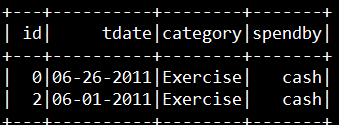 +---+----------+--------+-------+
| id|     tdate|category|spendby|
+---+----------+--------+-------+
|  0|06-26-2011|Exercise|   cash|
|  2|06-01-2011|Exercise|   cash|
+---+----------+--------+-------+